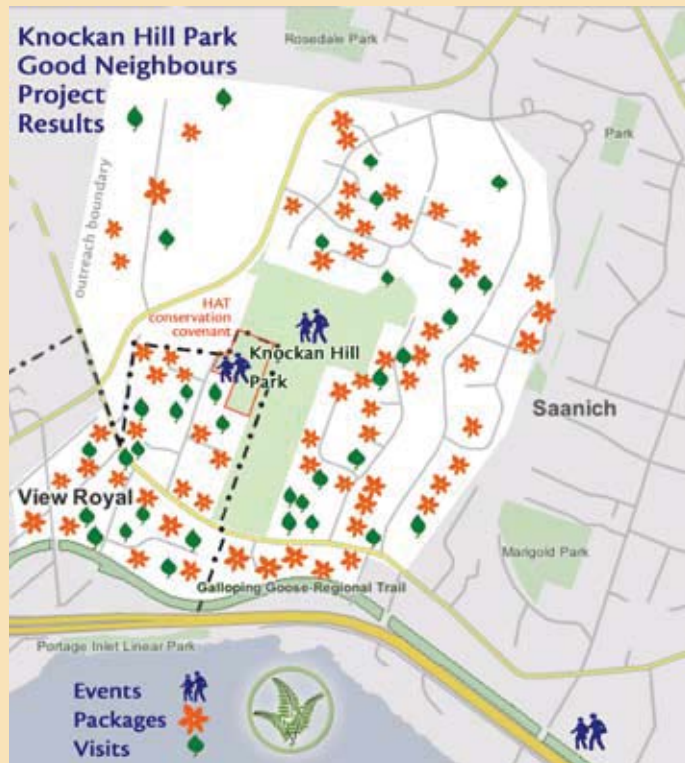 Knockan Hill Park
Good Neighbours
Project
Results
Rosedale Park
Park
outreach boundary
HAT
conservation
covenant
Knockan Hill
Park
Saanich
View Royal
Marigold Park
Galloping Goose-Regional Trail
Portage Inlet Linear Park
Events
Packages
Visits